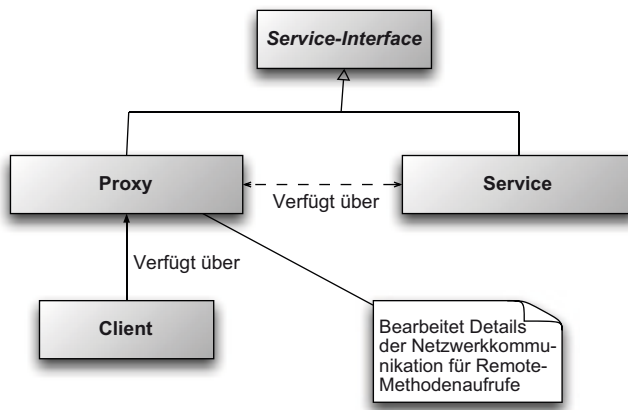 Service-Interface
Proxy
Service
Verfügt über
Verfügt über
Client
Bearbeitet Details
der Netzwerkkommu-
nikation für Remote-
Methodenaufrufe